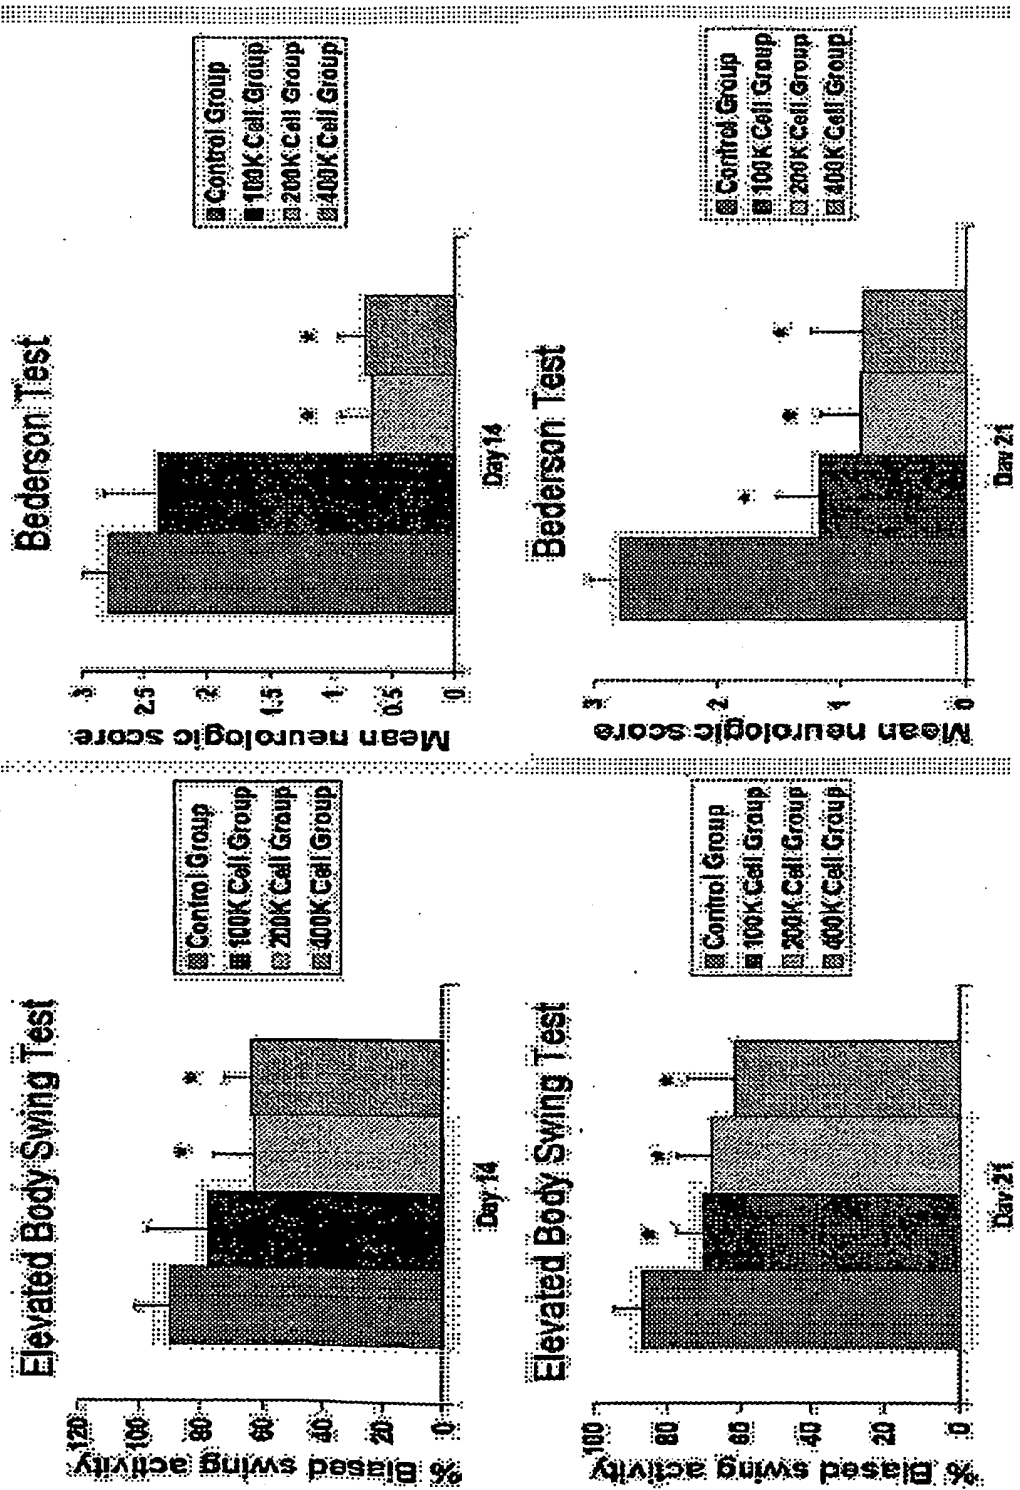 Elevated Body Swing Test
% Biased swing activity
120
100
80
60
40
20
0
*
*
Day 14
Control Group
100K Cell Group
200K Cell Group
400K Cell Group
Bederson Test
Mean neurologic score
3
2.5
2
1.5
1
0.5
0
*
*
Day 14
Control Group
100K Cell Group
200K Cell Group
400K Cell Group
Elevated Body Swing Test
% Biased swing activity
100
80
60
40
20
0
*
*
*
Day 21
Control Group
100K Cell Group
200K Cell Group
400K Cell Group
Bederson Test
Mean neurologic score
3
2
1
0
*
*
*
Day 21
Control Group
100K Cell Group
200K Cell Group
400K Cell Group